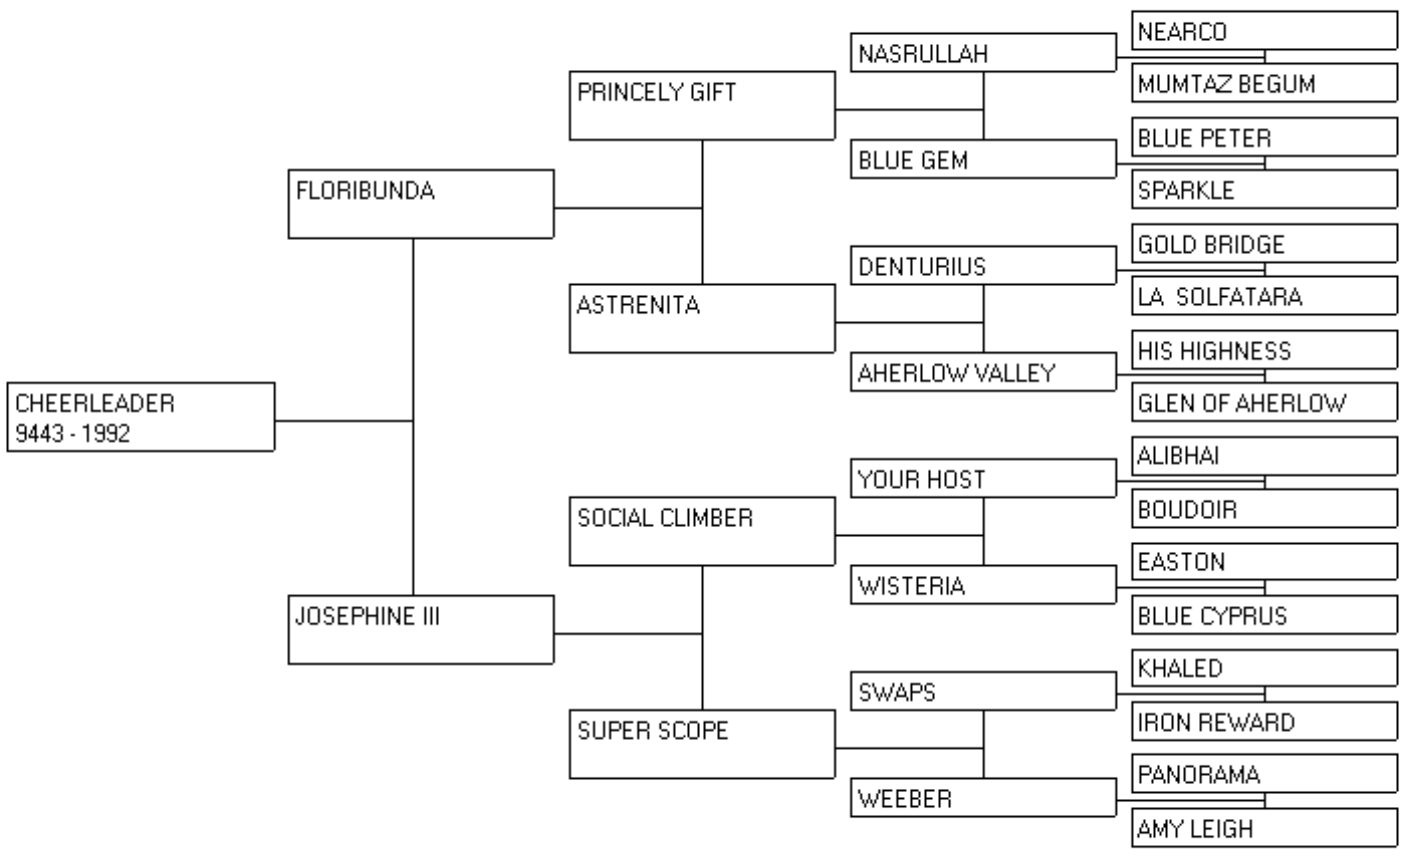 NEARCO
NASRULLAH
MUMTAZ BEGUM
PRINCELY GIFT
BLUE PETER
BLUE GEM
SPARKLE
FLORIBUNDA
GOLD BRIDGE
DENTURIUS
LA SOLFATARA
ASTRENITA
HIS HIGHNESS
AHERLOW VALLEY
GLEN OF AHERLOW
CHEERLEADER
9443 - 1992
ALIBHAI
YOUR HOST
BOUDOIR
SOCIAL CLIMBER
EASTON
WISTERIA
BLUE CYPRUS
JOSEPHINE III
KHALED
SWAPS
IRON REWARD
SUPER SCOPE
PANORAMA
WEEBER
AMY LEIGH